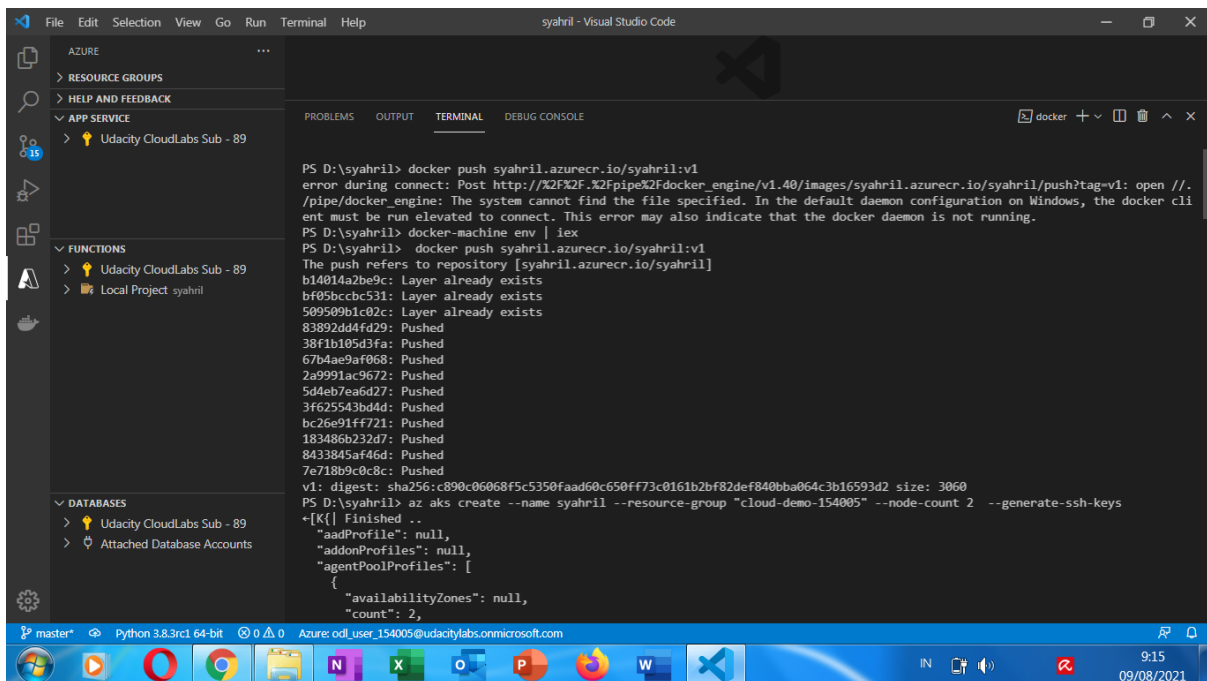 File Edit Selection View Go Run Terminal Help
syahril - Visual Studio Code
AZURE
RESOURCE GROUPS
HELP AND FEEDBACK
APP SERVICE
Udacity CloudLabs Sub - 89
15
FUNCTIONS
Udacity CloudLabs Sub - 89
Local Project syahril
DATABASES
Udacity CloudLabs Sub - 89
Attached Database Accounts
PROBLEMS OUTPUT TERMINAL DEBUG CONSOLE
docker
PS D:\syahril> docker push syahril.azurecr.io/syahril:v1
error during connect: Post http://%2F%2F.%2Fpipe%2Fdocker_engine/v1.40/images/syahril.azurecr.io/syahril/push?tag=v1: open //.
/pipe/docker_engine: The system cannot find the file specified. In the default daemon configuration on Windows, the docker cli
ent must be run elevated to connect. This error may also indicate that the docker daemon is not running.
PS D:\syahril> docker-machine env | iex
PS D:\syahril>  docker push syahril.azurecr.io/syahril:v1
The push refers to repository [syahril.azurecr.io/syahril]
b14014a2be9c: Layer already exists
bf05bccbc531: Layer already exists
509509b1c02c: Layer already exists
83892dd4fd29: Pushed
38f1b105d3fa: Pushed
67b4ae9af068: Pushed
2a9991ac9672: Pushed
5d4eb7ea6d27: Pushed
3f625543bd4d: Pushed
bc26e91ff721: Pushed
183486b232d7: Pushed
8433845af46d: Pushed
7e718b9c0c8c: Pushed
v1: digest: sha256:c890c06068f5c5350faad60c650ff73c0161b2bf82def840bba064c3b16593d2 size: 3060
PS D:\syahril> az aks create --name syahril --resource-group "cloud-demo-154005" --node-count 2  --generate-ssh-keys
←[K{| Finished ..
"aadProfile": null,
"addonProfiles": null,
"agentPoolProfiles": [
{
"availabilityZones": null,
"count": 2,
master* Python 3.8.3rc1 64-bit 0 0 Azure: odl_user_154005@udacitylabs.onmicrosoft.com
IN
9:15
09/08/2021